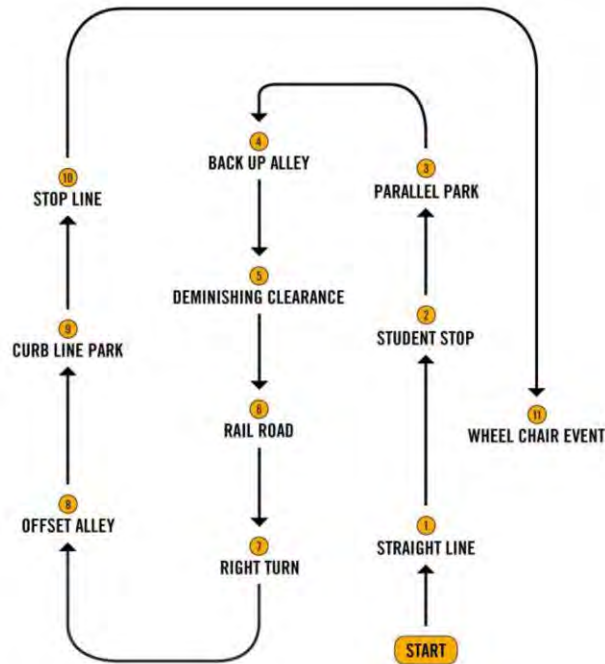 10
STOP LINE
4
BACK UP ALLEY
3
PARALLEL PARK
5
DEMINISHING CLEARANCE
9
CURB LINE PARK
2
STUDENT STOP
6
RAIL ROAD
11
WHEEL CHAIR EVENT
8
OFFSET ALLEY
7
RIGHT TURN
1
STRAIGHT LINE
START